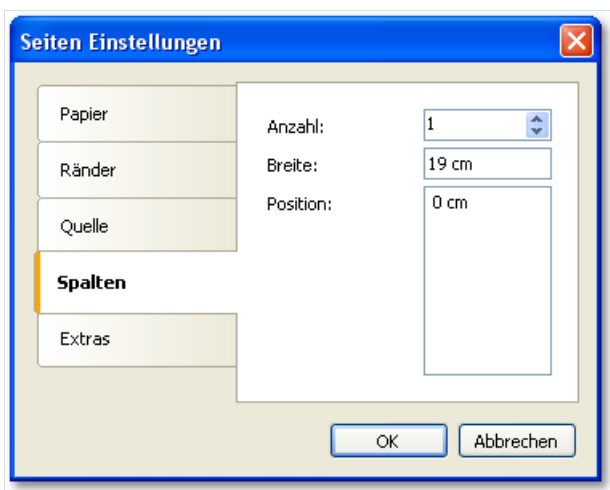 Seiten Einstellungen
Papier
Ränder
Quelle
Spalten
Extras
Anzahl: 1
Breite: 19 cm
Position: 0 cm
OK Abbrechen